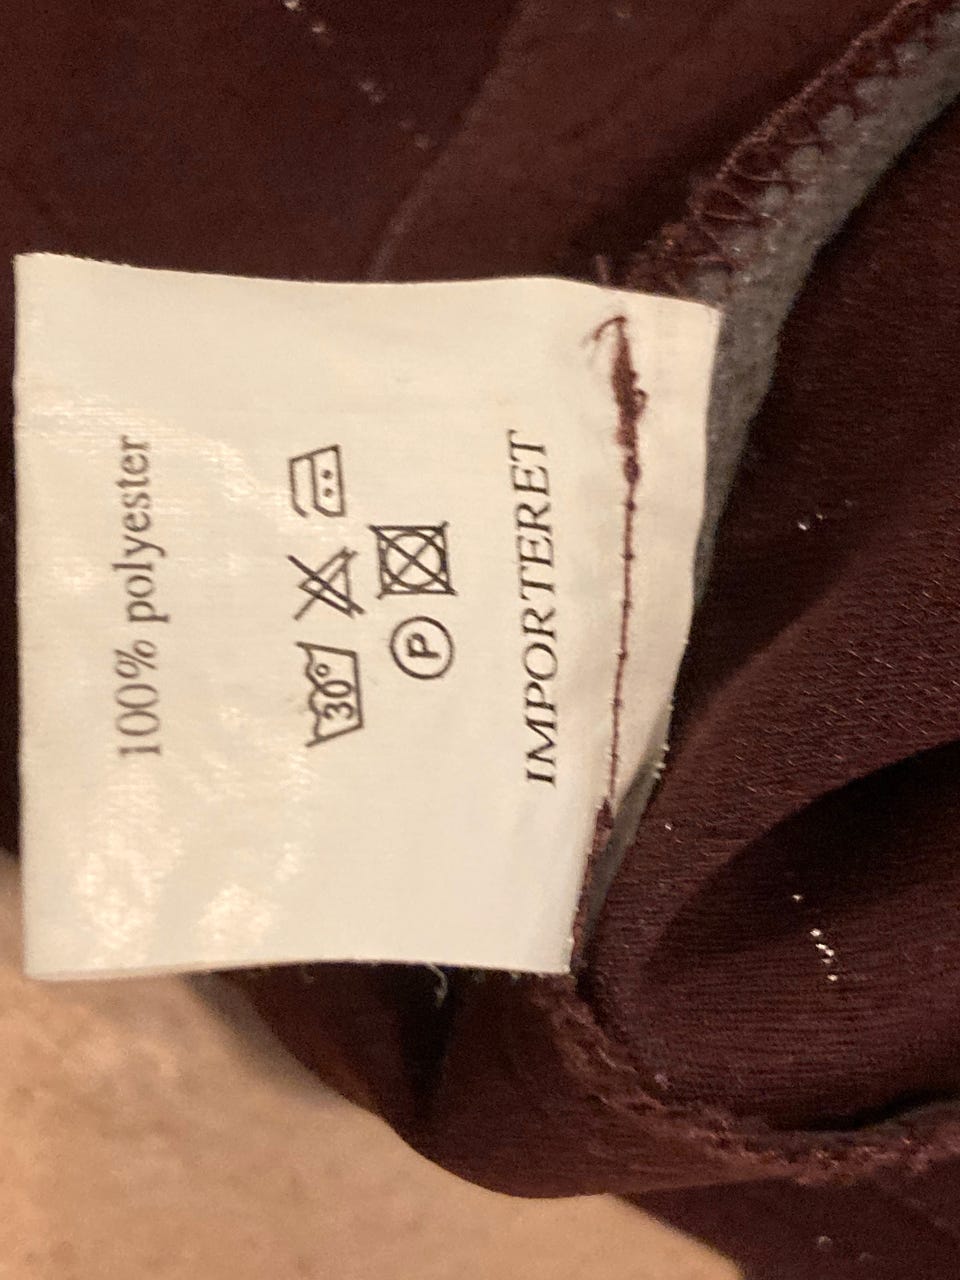 100% polyester
30°
P
IMPORTERET